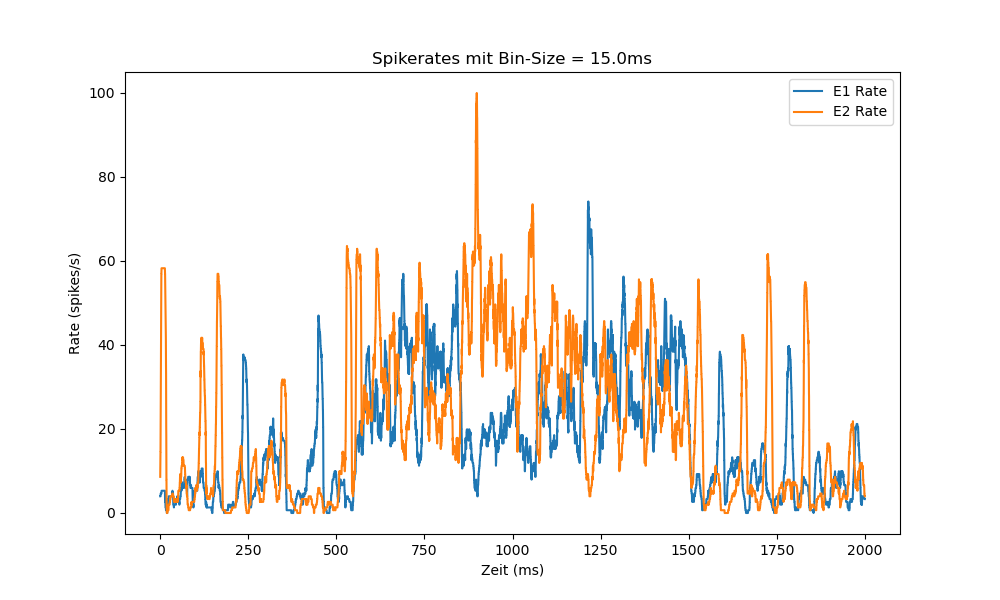 Spikerates mit Bin-Size = 15.0ms
E1 Rate
E2 Rate
Rate (spikes/s)
100
80
60
40
20
0
0 250 500 750 1000 1250 1500 1750 2000
Zeit (ms)